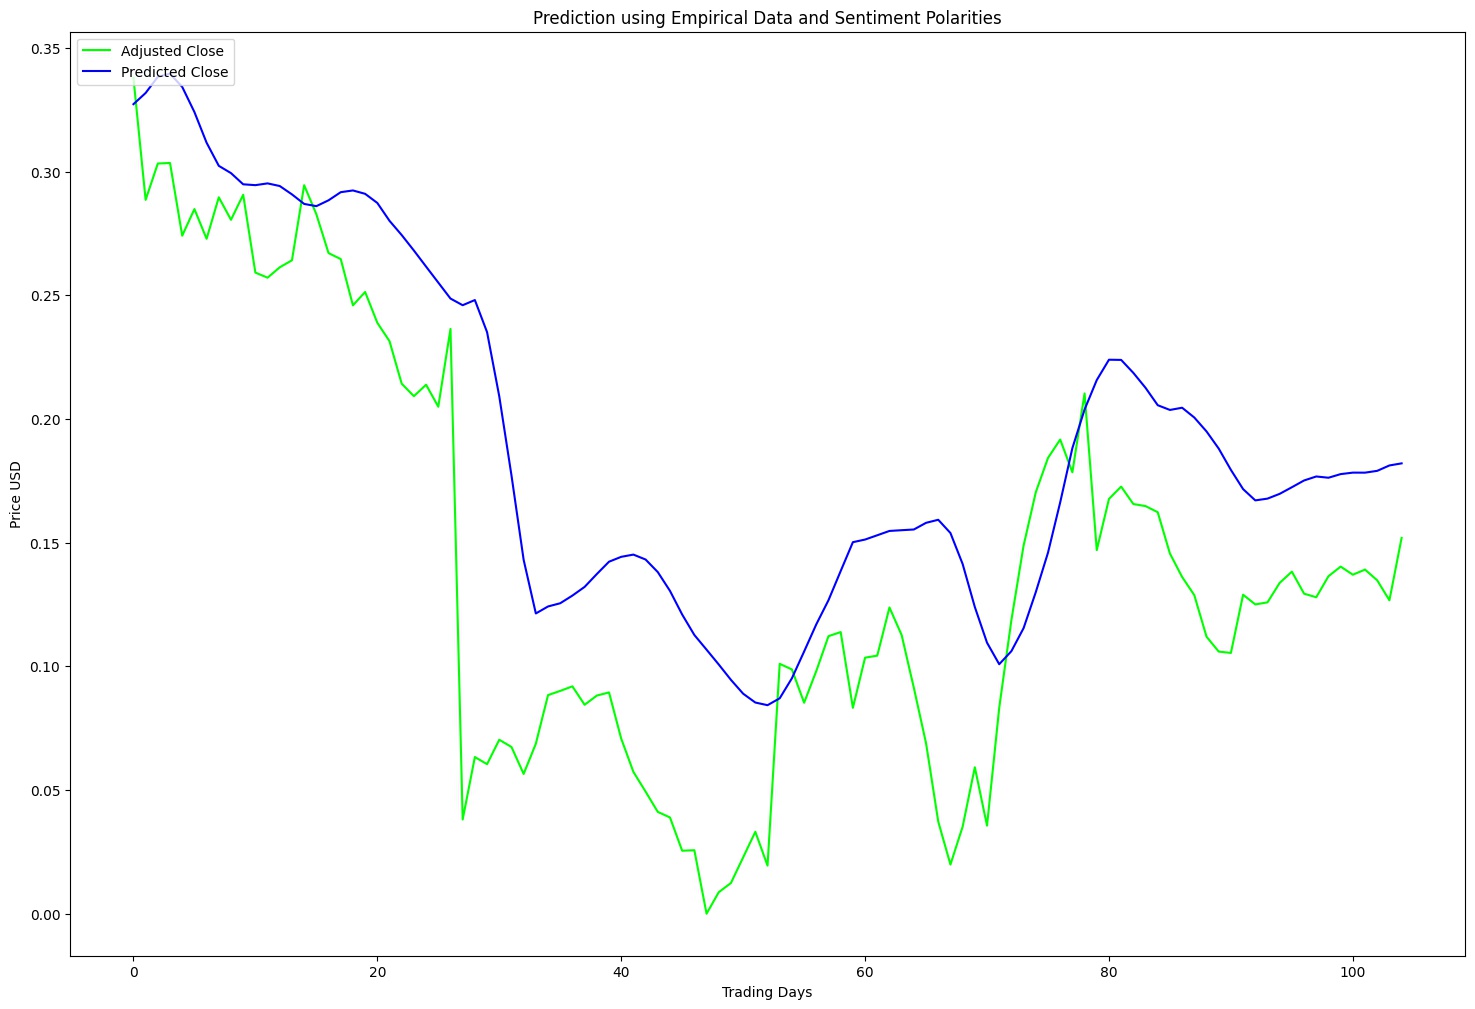 Prediction using Empirical Data and Sentiment Polarities
Adjusted Close
Predicted Close
0.35
0.30
0.25
0.20
0.15
0.10
0.05
0.00
Price USD
0 20 40 60 80 100
Trading Days